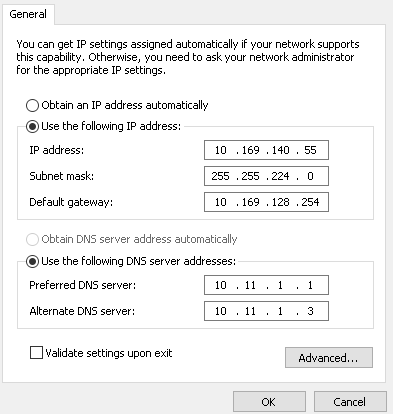 General
You can get IP settings assigned automatically if your network supports
this capability. Otherwise, you need to ask your network administrator
for the appropriate IP settings.
Obtain an IP address automatically
Use the following IP address:
IP address: 10 . 169 . 140 . 55
Subnet mask: 255 . 255 . 224 . 0
Default gateway: 10 . 169 . 128 . 254
Obtain DNS server address automatically
Use the following DNS server addresses:
Preferred DNS server: 10 . 11 . 1 . 1
Alternate DNS server: 10 . 11 . 1 . 3
Validate settings upon exit
Advanced...
OK Cancel